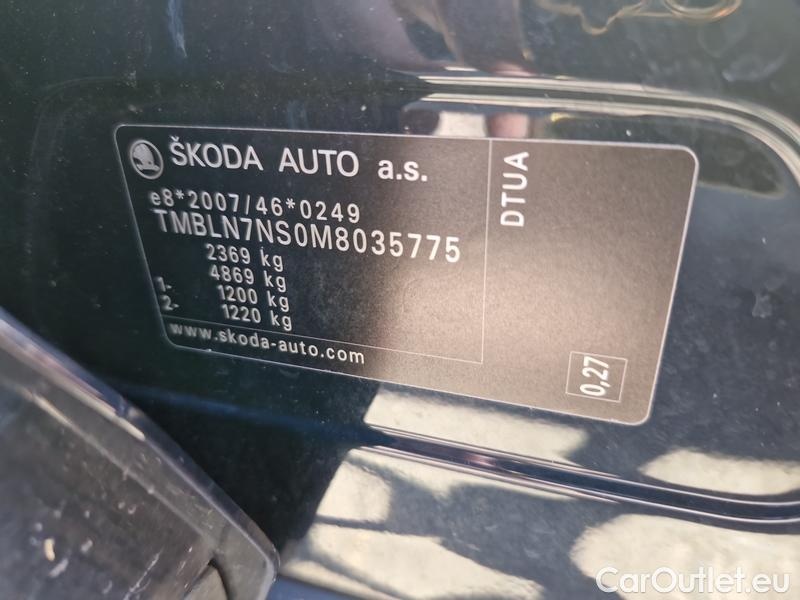 ŠKODA AUTO a.s.
e8*2007/46*0249
TMBLN7NS0M8035775
2369 kg
4869 kg
1- 1200 kg
2- 1220 kg
www.skoda-auto.com
DTUA
0,27
CarOutlet.eu